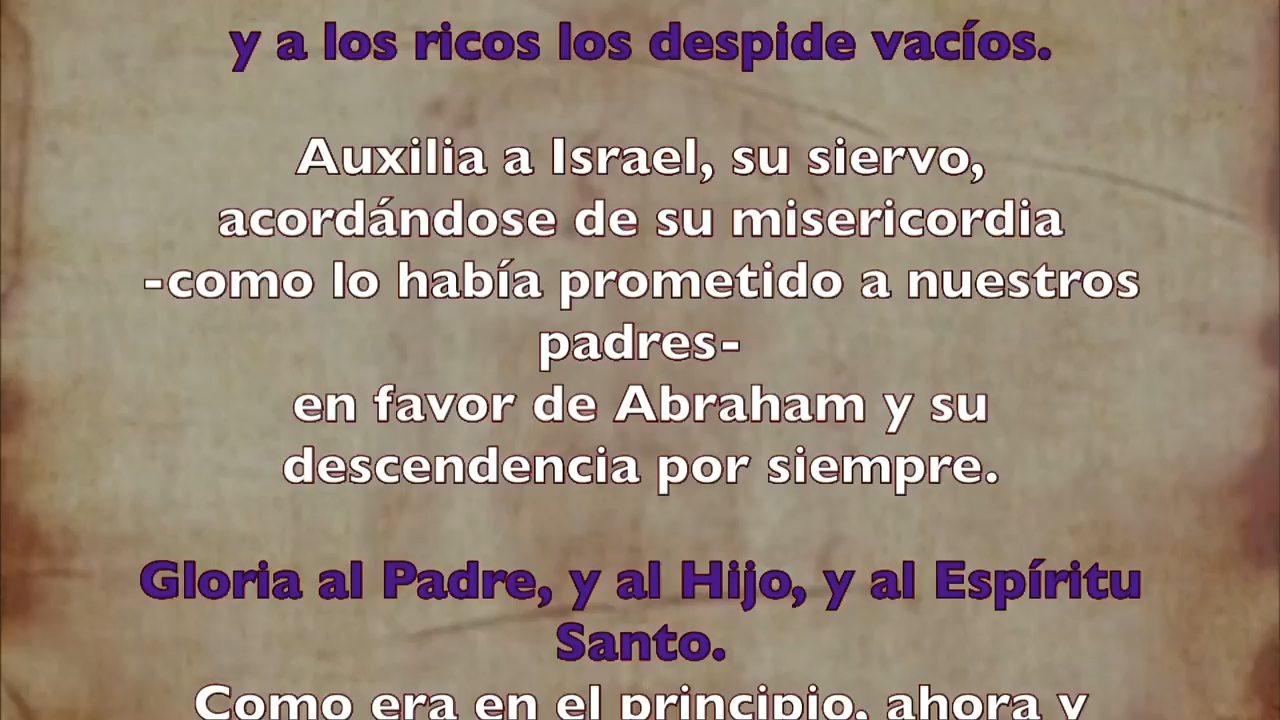 y a los ricos los despide vacíos.
Auxilia a Israel, su siervo,
acordándose de su misericordia
-como lo había prometido a nuestros
padres-
en favor de Abraham y su
descendencia por siempre.
Gloria al Padre, y al Hijo, y al Espíritu
Santo.
Como era en el principio, ahora y